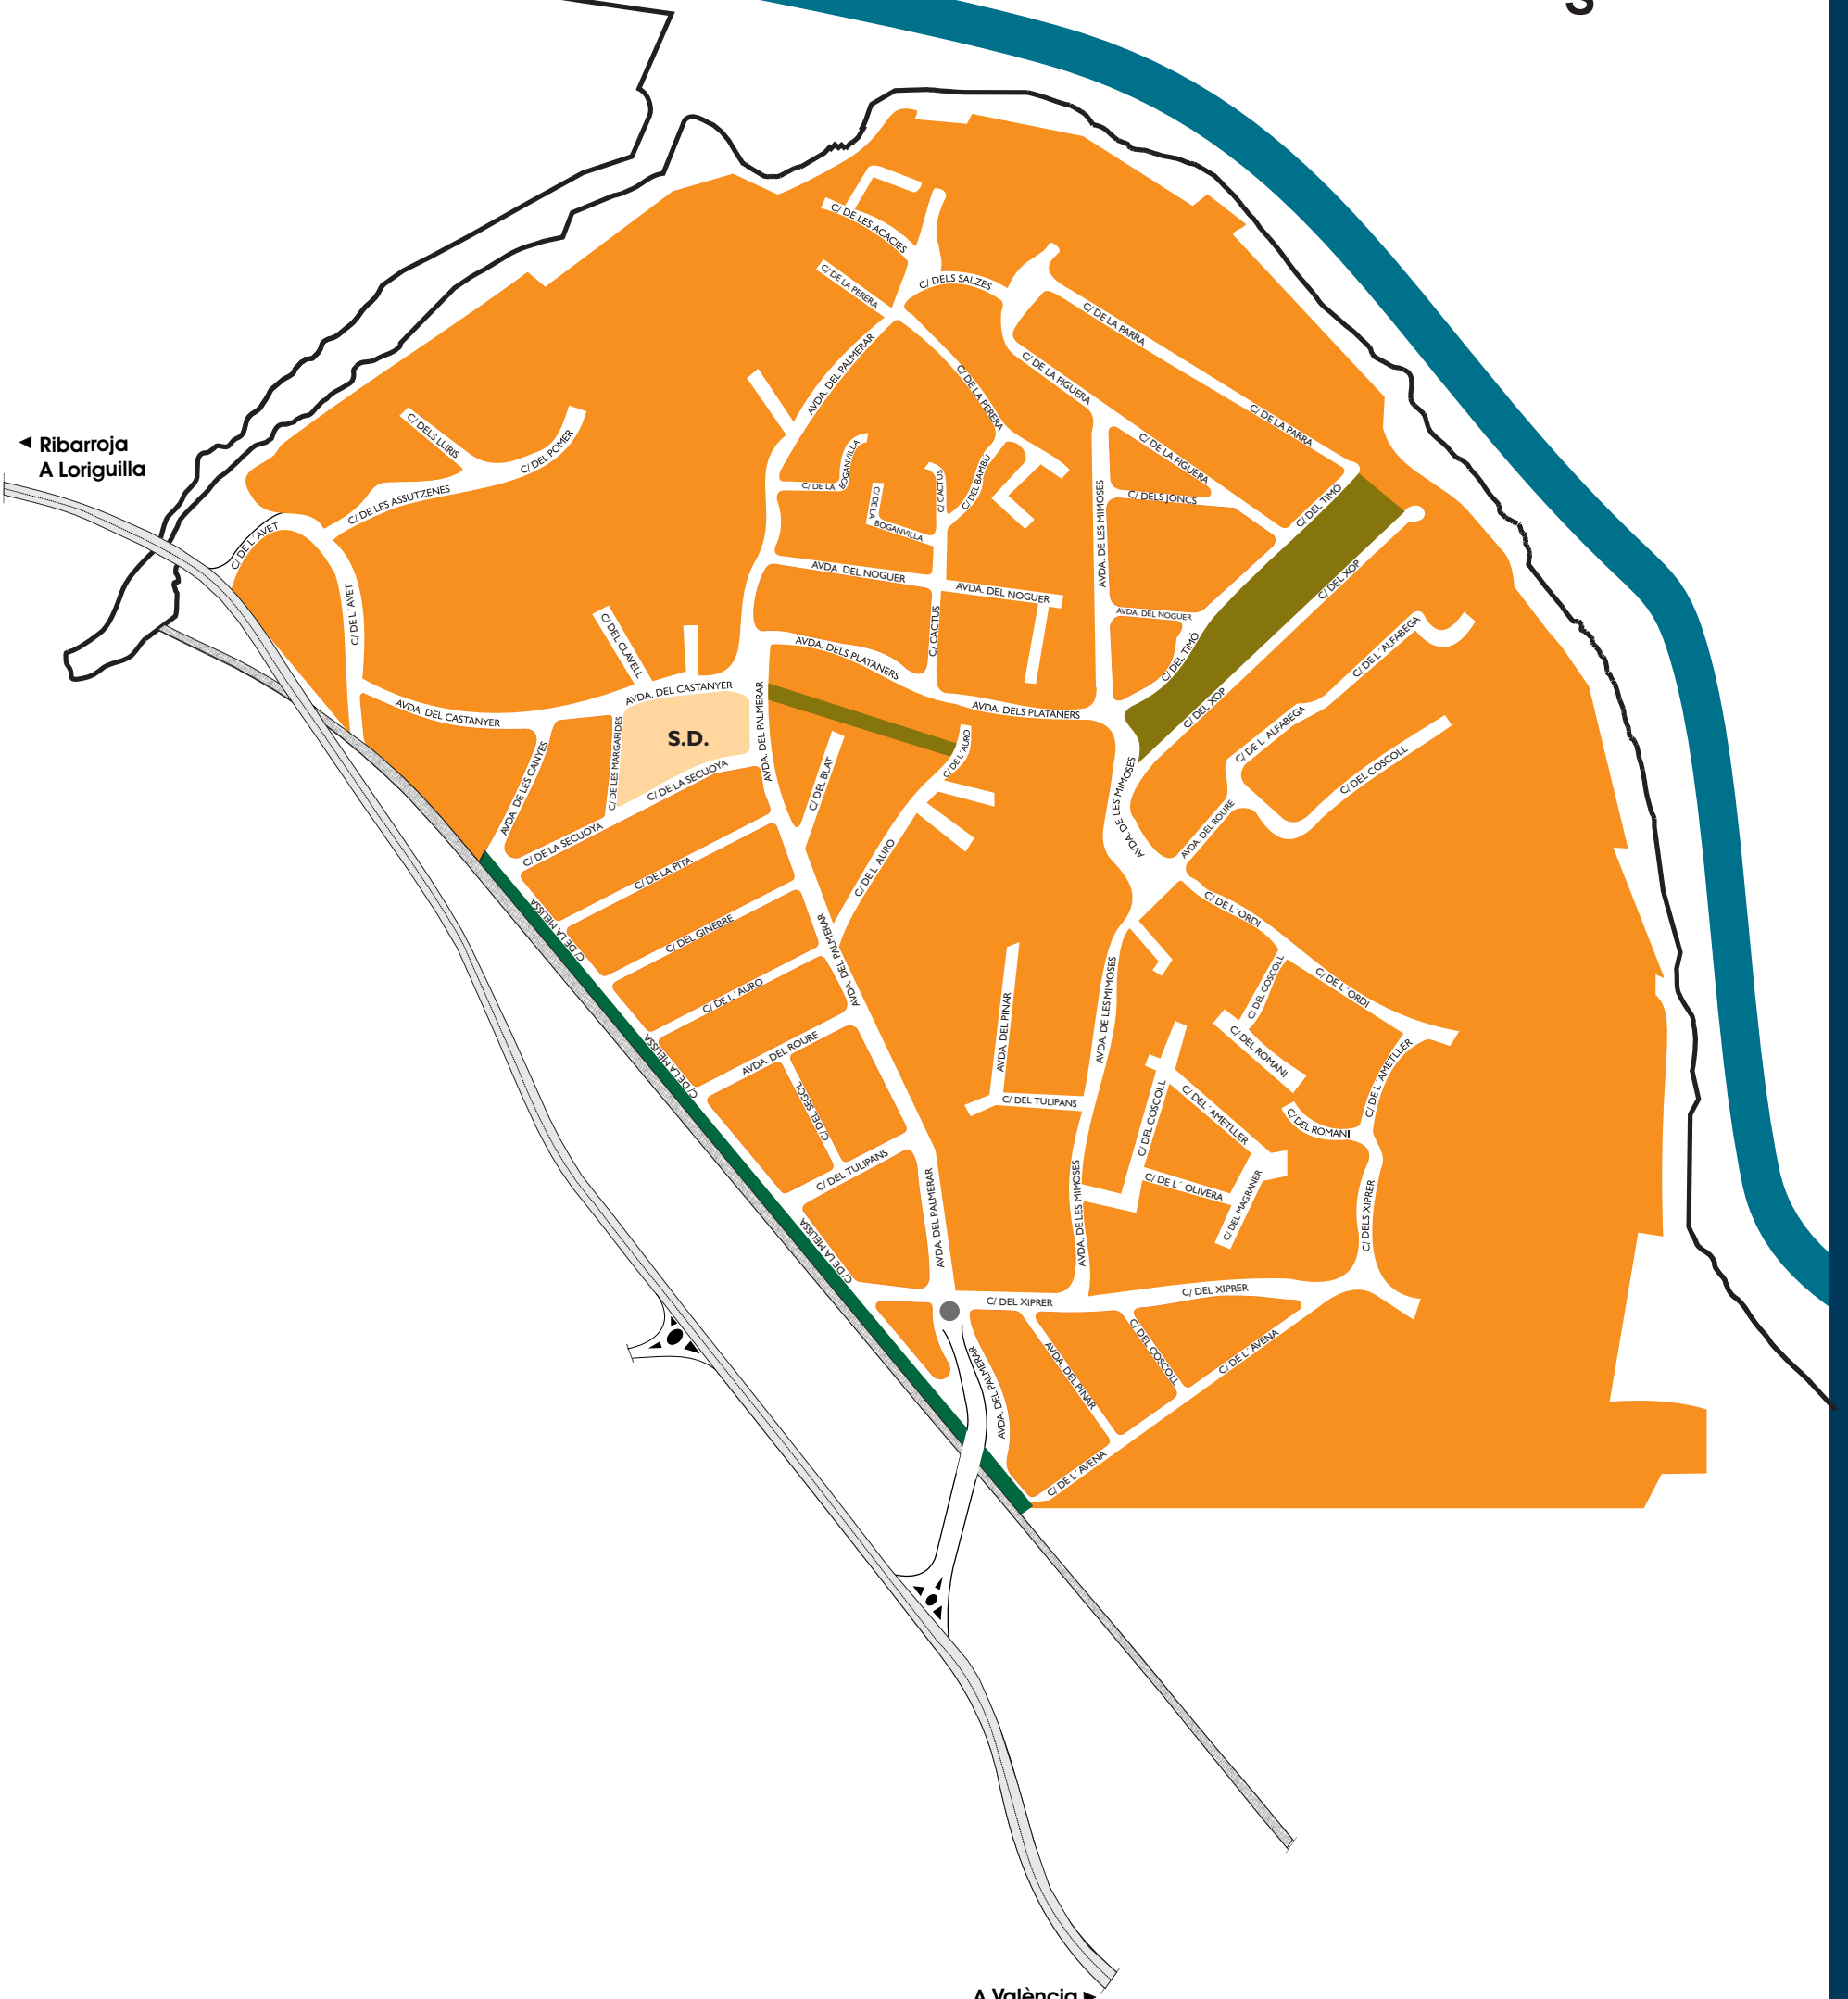 C/ DE LES ACACIES
C/ DE LA PERERA
C/ DELS SALZES
C/ DE LA PARRA
AVDA. DEL PALMERAR
C/ DE LA FIGUERA
C/ DE LA PERERA
C/ DE LA PARRA
C/ DELS LLIRIS
C/ DEL POMER
◄ Ribarroja
A Loriguilla
C/ DE LA
BOGANVILLA
C/ CACTUS
C/ DEL BAMBU
C/ DE LA FIGUERA
C/ DELS JONCS
C/ DEL TIMO
C/ DE LES ASSUTZENES
C/ DE LA
BOGANVILLA
AVDA. DE LES MIMOSES
C/ DE L´AVET
AVDA. DEL NOGUER
AVDA. DEL NOGUER
C/ DEL XOP
C/ DE L´AVET
C/ DEL CLAVELL
C/ CACTUS
AVDA. DEL NOGUER
C/ DEL TIMÓ
C/ DE L´ALFABEGA
AVDA. DELS PLATANERS
AVDA. DEL CASTANYER
AVDA. DEL CASTANYER
AVDA. DELS PLATANERS
C/ DEL XOP
C/ DE L´ALFABEGA
S.D.
C/ DE LES MARGARIDES
AVDA. DEL PALMERAR
C/ DE L´AURO
C/ DEL COSCOLL
AVDA. DE LES CANYES
C/ DE LA SECUOYA
C/ DEL BLAT
AVDA. DE LES MIMOSES
C/ DE LA SECUOYA
AVDA. DEL ROURE
C/ DE LA PITA
C/ DE L´AURO
C/ DE LA MELISSA
C/ DEL GINEBRE
AVDA. DEL PALMERAR
C/ DE L´ORDI
C/ DE L´AURO
AVDA. DEL PINAR
AVDA. DE LES MIMOSES
C/ DEL COSCOLL
C/ DE L´ORDI
C/ DE LA MELISSA
AVDA. DEL ROURE
C/ DEL ROMANI
C/ DE L´AMETLLER
C/ DEL SEGOL
C/ DEL TULIPANS
C/ DEL COSCOLL
C/ DEL´AMETLLER
C/ DEL ROMANI
C/ DEL TULIPANS
C/ DE L´OLIVERA
C/ DEL MAGRANER
C/ DELS XIPRER
C/ DE LA MELISSA
AVDA. DEL PALMERAR
AVDA. DE LES MIMOSES
C/ DEL XIPRER
C/ DEL XIPRER
AVDA. DEL PALMERAR
AVDA. DEL PINAR
C/ DEL COSCOLL
C/ DE L´AVENA
C/ DE L´AVENA
A València ►